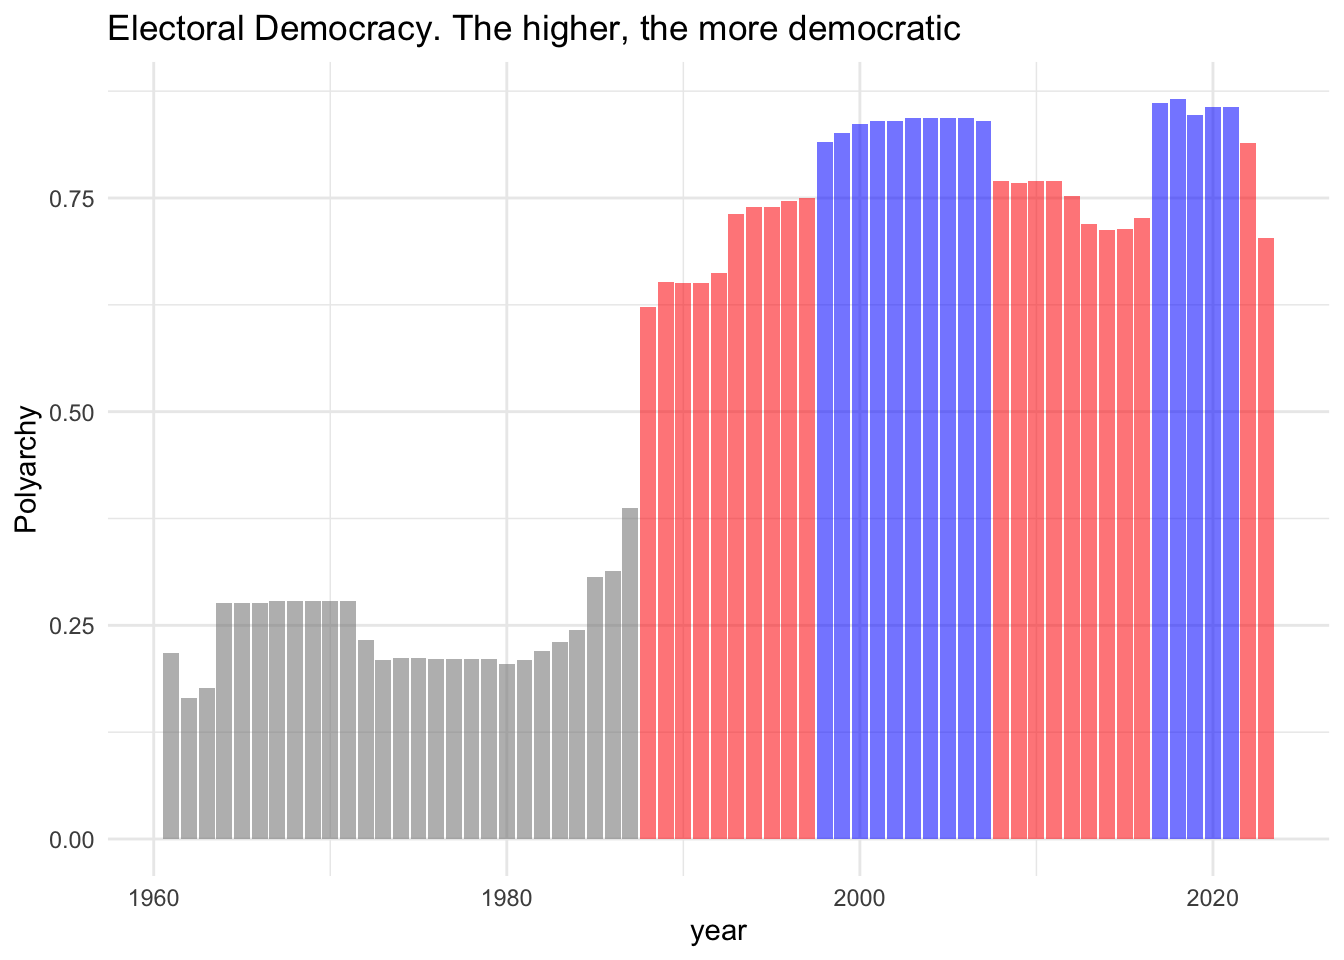 Electoral Democracy. The higher, the more democratic
Polyarchy
0.75
0.50
0.25
0.00
1960 1980 2000 2020
year